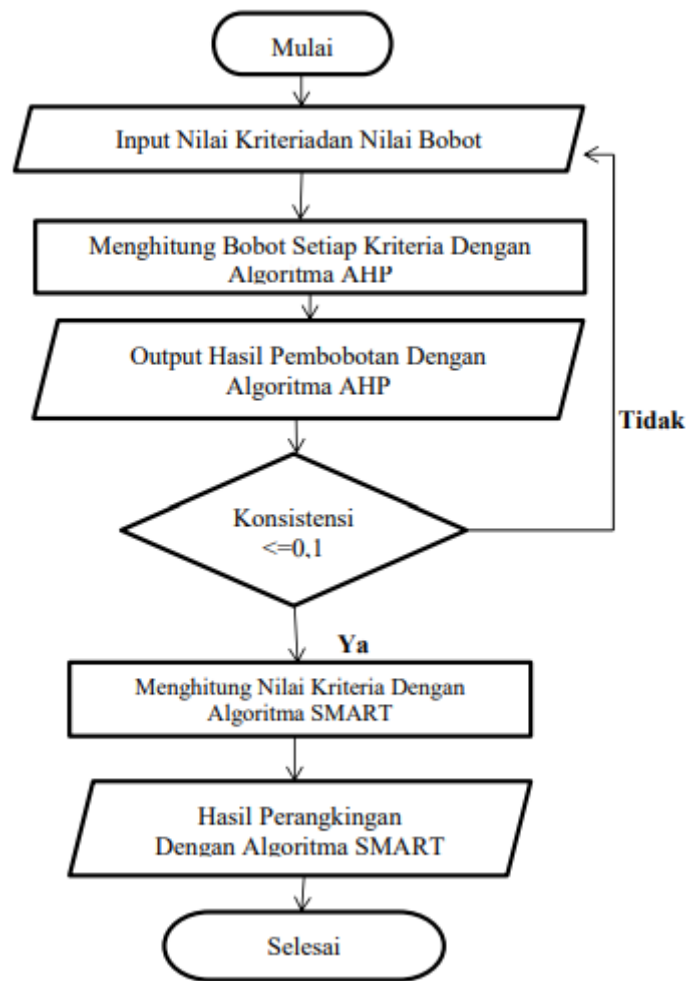 Mulai
Input Nilai Kriteriadan Nilai Bobot
Menghitung Bobot Setiap Kriteria Dengan
Algoritma AHP
Output Hasil Pembobotan Dengan
Algoritma AHP
Tidak
Konsistensi
<=0,1
Ya
Menghitung Nilai Kriteria Dengan
Algoritma SMART
Hasil Perangkingan
Dengan Algoritma SMART
Selesai